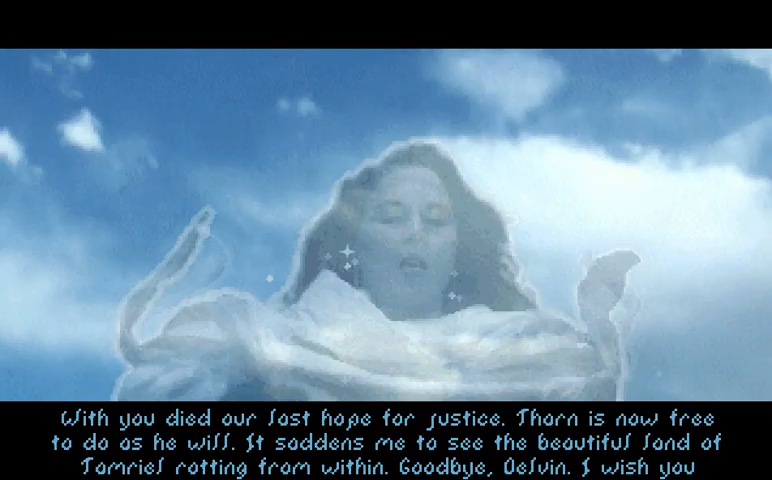 With you died our last hope for justice. Tharn is now free
to do as he will. It saddens me to see the beautiful land of
Tamriel rotting from within. Goodbye, Delvin. I wish you